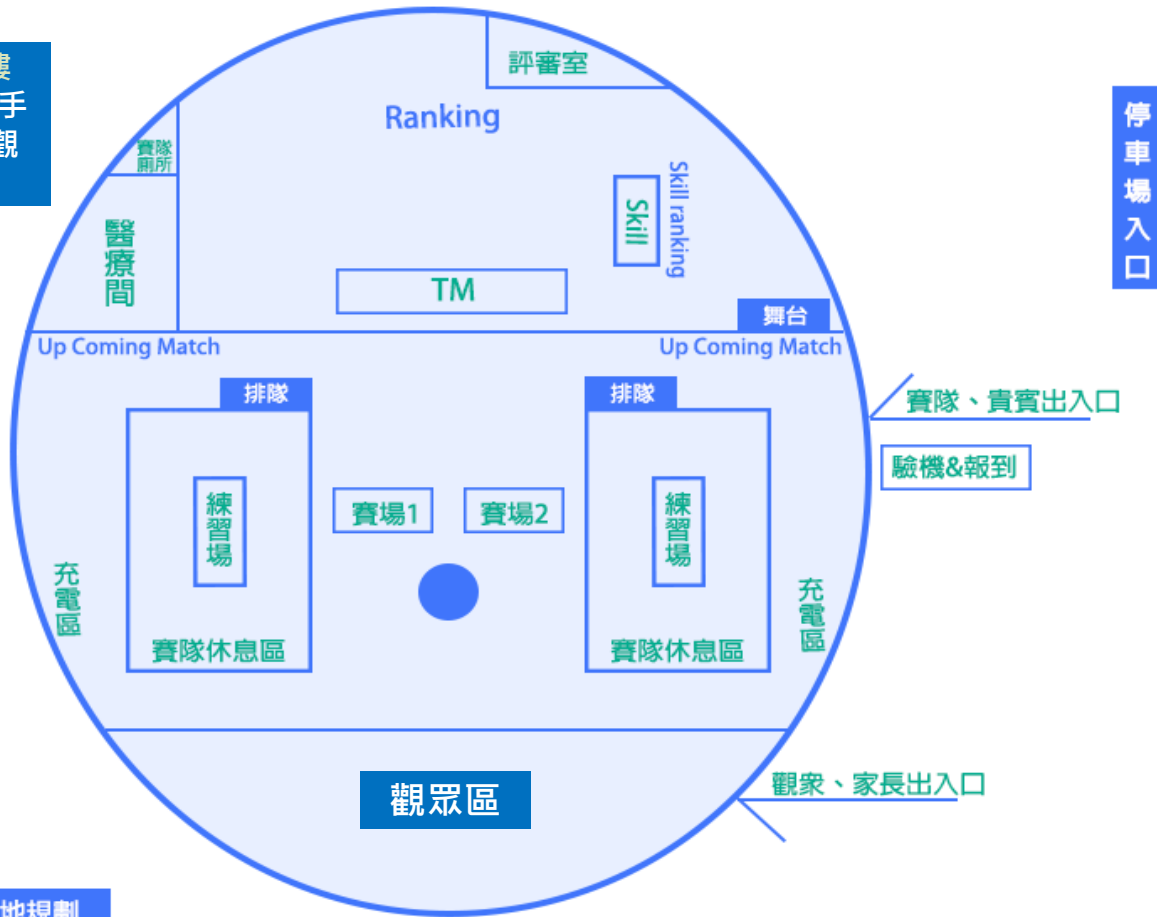 評審室
手
觀
Ranking
停車場入口
賽隊
廁所
Skill
Skill ranking
醫療間
TM
舞台
Up Coming Match
Up Coming Match
排隊
排隊
賽隊、貴賓出入口
驗機&報到
練習場
賽場1
賽場2
練習場
充電區
充電區
賽隊休息區
賽隊休息區
觀眾、家長出入口
觀眾區
地規劃